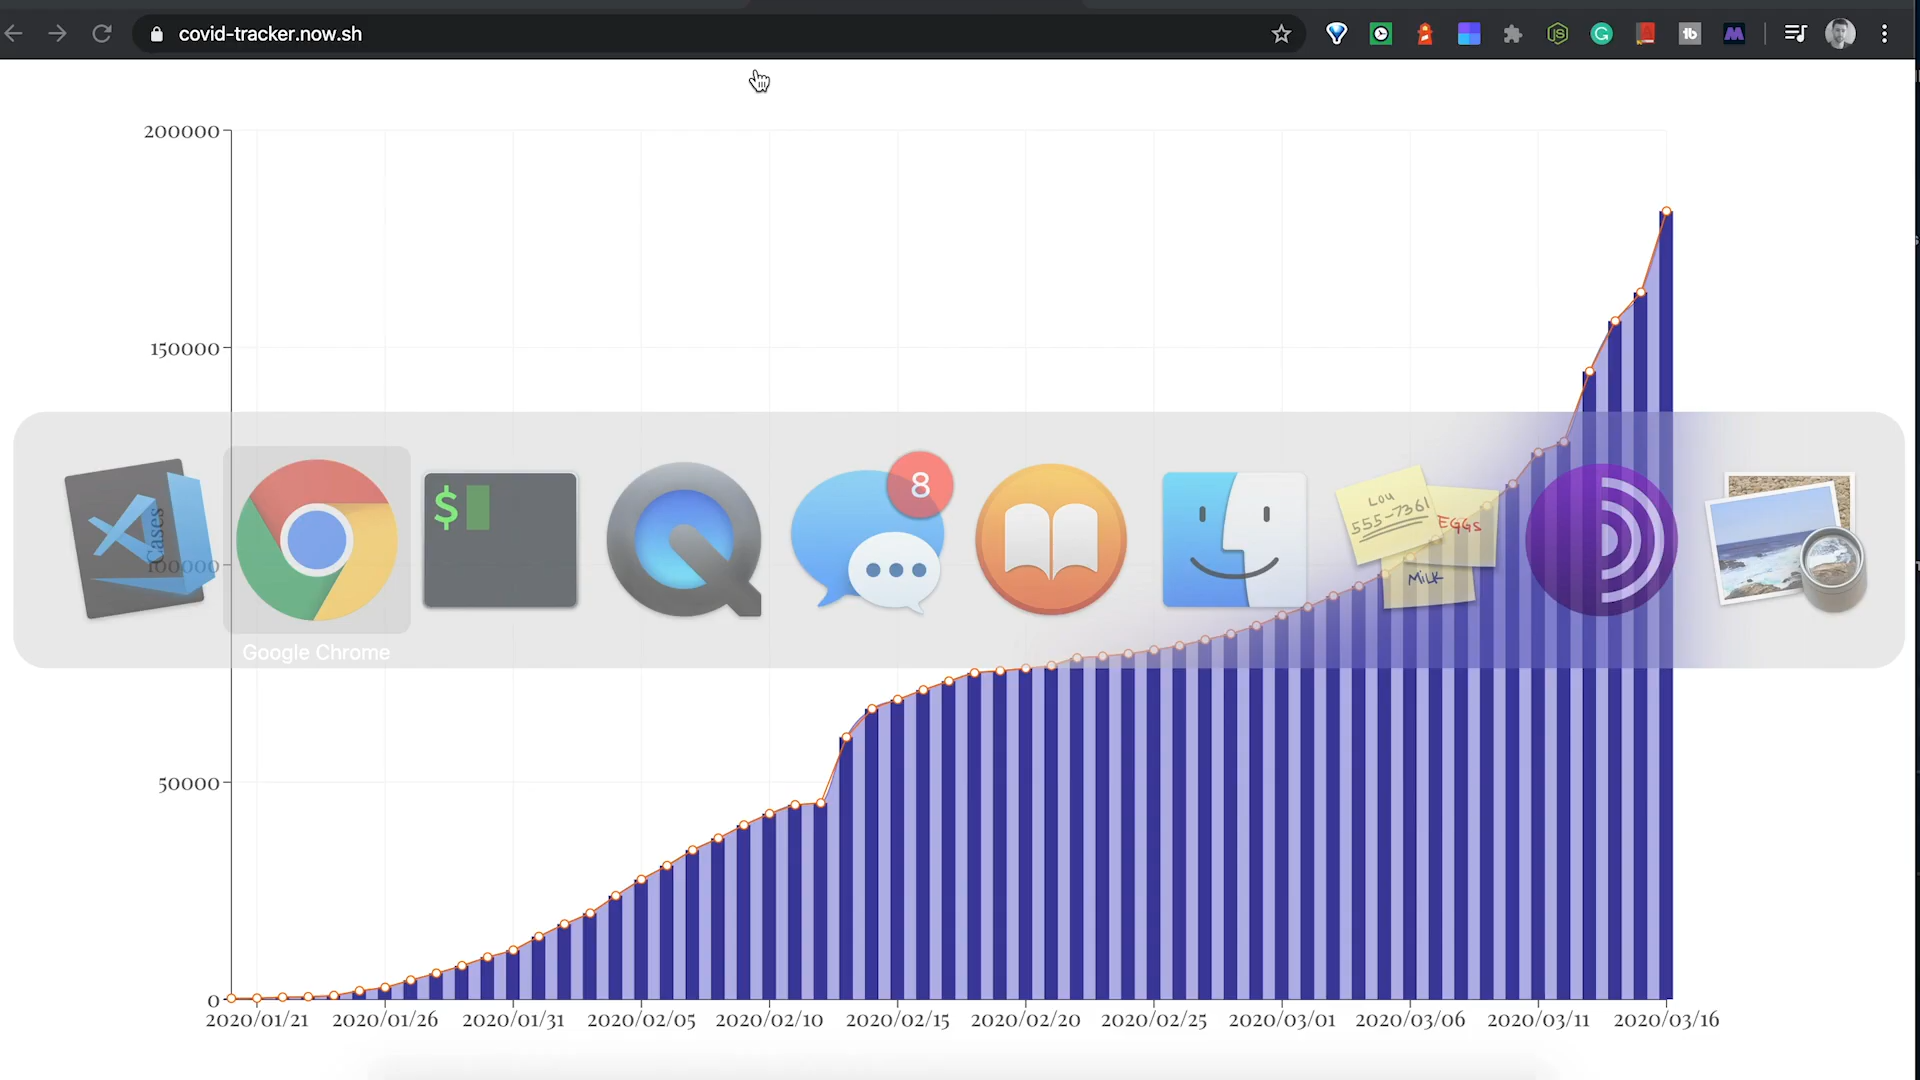 covid-tracker.now.sh
200000
150000
8
Lou
555-7361
EGGS
MILK
$
Cases
100000
Google Chrome
50000
0
2020/01/21 2020/01/26 2020/01/31 2020/02/05 2020/02/10 2020/02/15 2020/02/20 2020/02/25 2020/03/01 2020/03/06 2020/03/11 2020/03/16